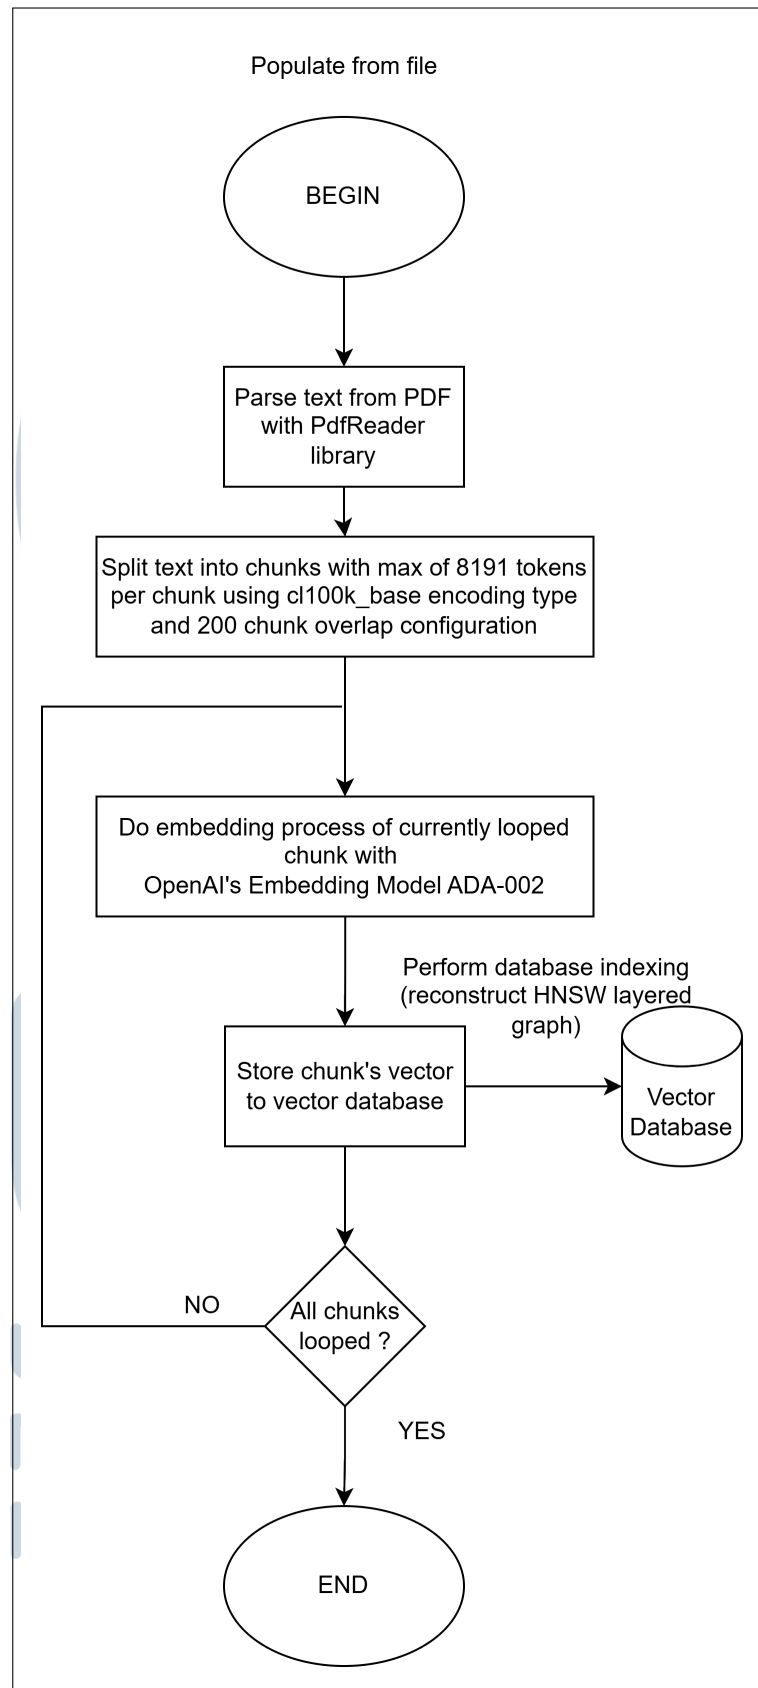 Populate from file
BEGIN
Parse text from PDF
with PdfReader
library
Split text into chunks with max of 8191 tokens
per chunk using cl100k_base encoding type
and 200 chunk overlap configuration
Do embedding process of currently looped
chunk with
OpenAI's Embedding Model ADA-002
Perform database indexing
(reconstruct HNSW layered
graph)
Store chunk's vector
to vector database
Vector
Database
All chunks
looped ?
NO
YES
END